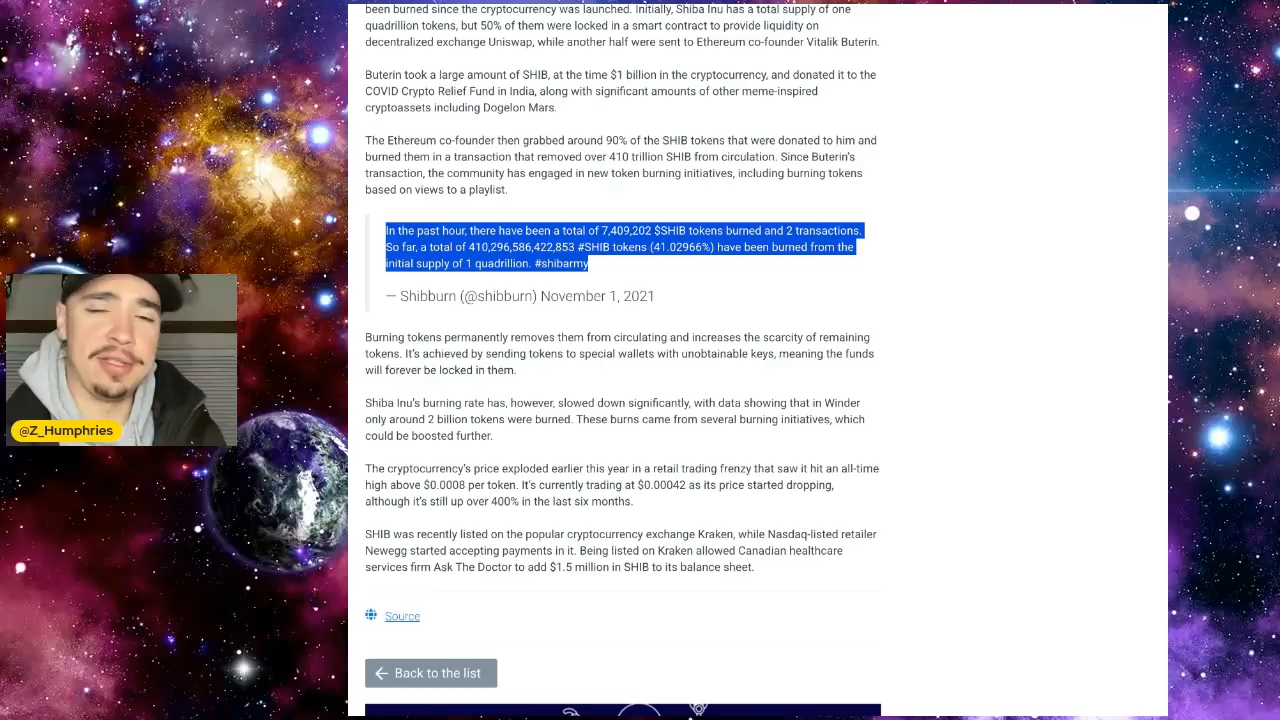 been burned since the cryptocurrency was launched. Initially, Shiba Inu has a total supply of one
quadrillion tokens, but 50% of them were locked in a smart contract to provide liquidity on
decentralized exchange Uniswap, while another half were sent to Ethereum co-founder Vitalik Buterin.
Buterin took a large amount of SHIB, at the time $1 billion in the cryptocurrency, and donated it to the
COVID Crypto Relief Fund in India, along with significant amounts of other meme-inspired
cryptoassets including Dogelon Mars.
The Ethereum co-founder then grabbed around 90% of the SHIB tokens that were donated to him and
burned them in a transaction that removed over 410 trillion SHIB from circulation. Since Buterin's
transaction, the community has engaged in new token burning initiatives, including burning tokens
based on views to a playlist.
In the past hour, there have been a total of 7,409,202 $SHIB tokens burned and 2 transactions.
So far, a total of 410,296,586,422,853 #SHIB tokens (41.02966%) have been burned from the
initial supply of 1 quadrillion. #shibarmy
— Shibburn (@shibburn) November 1, 2021
@Z_Humphries
Burning tokens permanently removes them from circulating and increases the scarcity of remaining
tokens. It's achieved by sending tokens to special wallets with unobtainable keys, meaning the funds
will forever be locked in them.
Shiba Inu's burning rate has, however, slowed down significantly, with data showing that in Winder
only around 2 billion tokens were burned. These burns came from several burning initiatives, which
could be boosted further.
The cryptocurrency's price exploded earlier this year in a retail trading frenzy that saw it hit an all-time
high above $0.0008 per token. It's currently trading at $0.00042 as its price started dropping,
although it's still up over 400% in the last six months.
SHIB was recently listed on the popular cryptocurrency exchange Kraken, while Nasdaq-listed retailer
Newegg started accepting payments in it. Being listed on Kraken allowed Canadian healthcare
services firm Ask The Doctor to add $1.5 million in SHIB to its balance sheet.
Source
← Back to the list